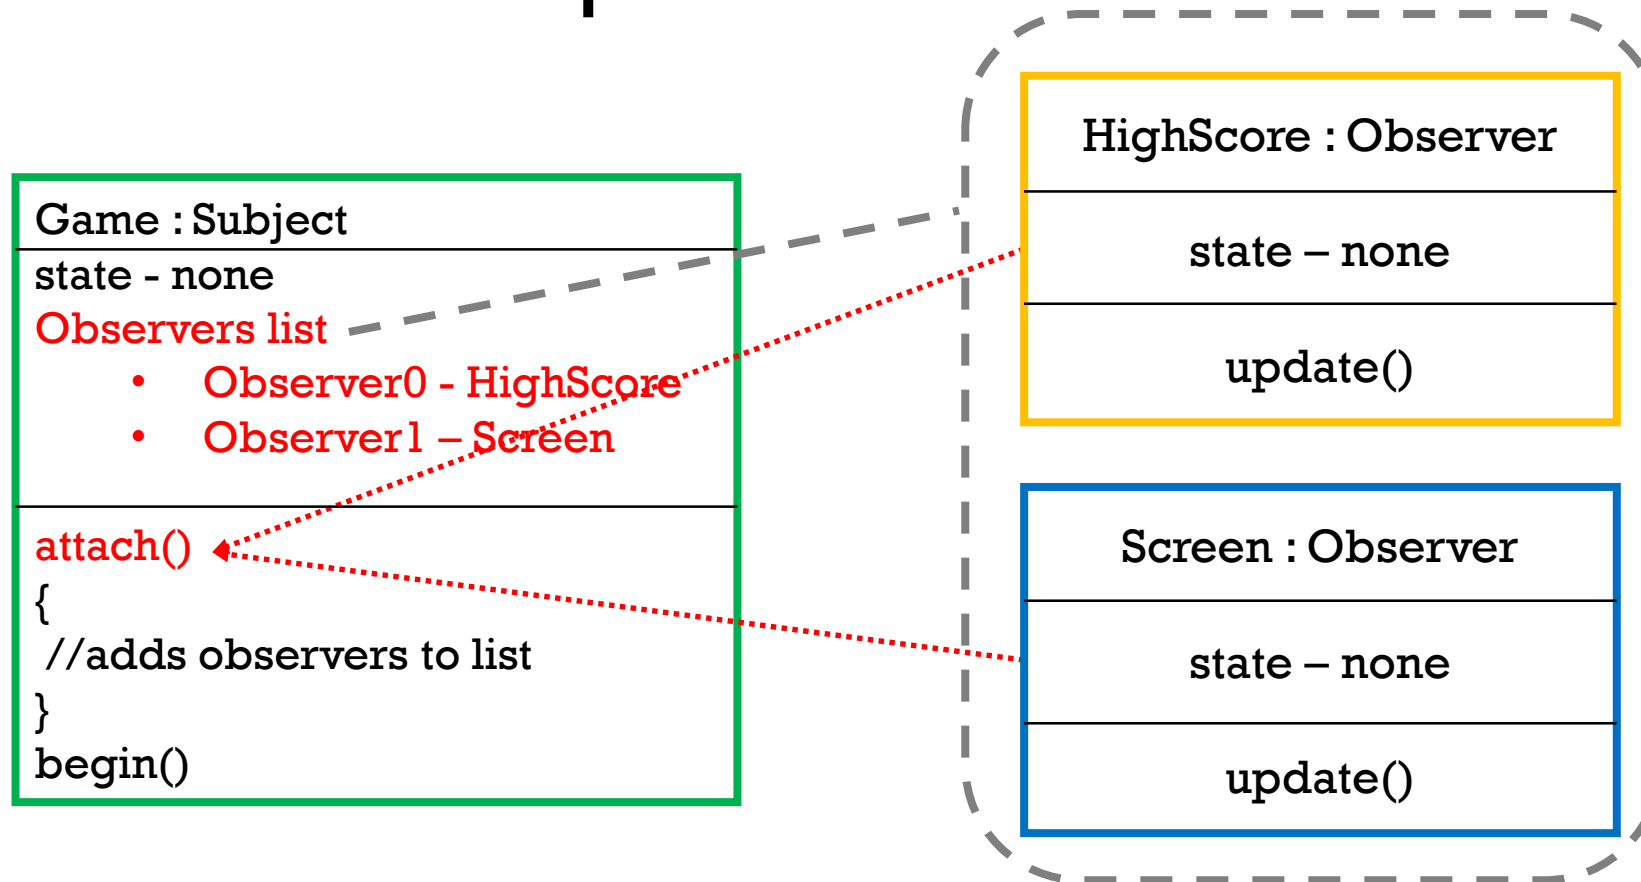 Game : Subject
state - none
Observers list
• Observer0 - HighScore
• Observer1 – Screen
attach()
{
//adds observers to list
}
begin()
HighScore : Observer
state – none
update()
Screen : Observer
state – none
update()